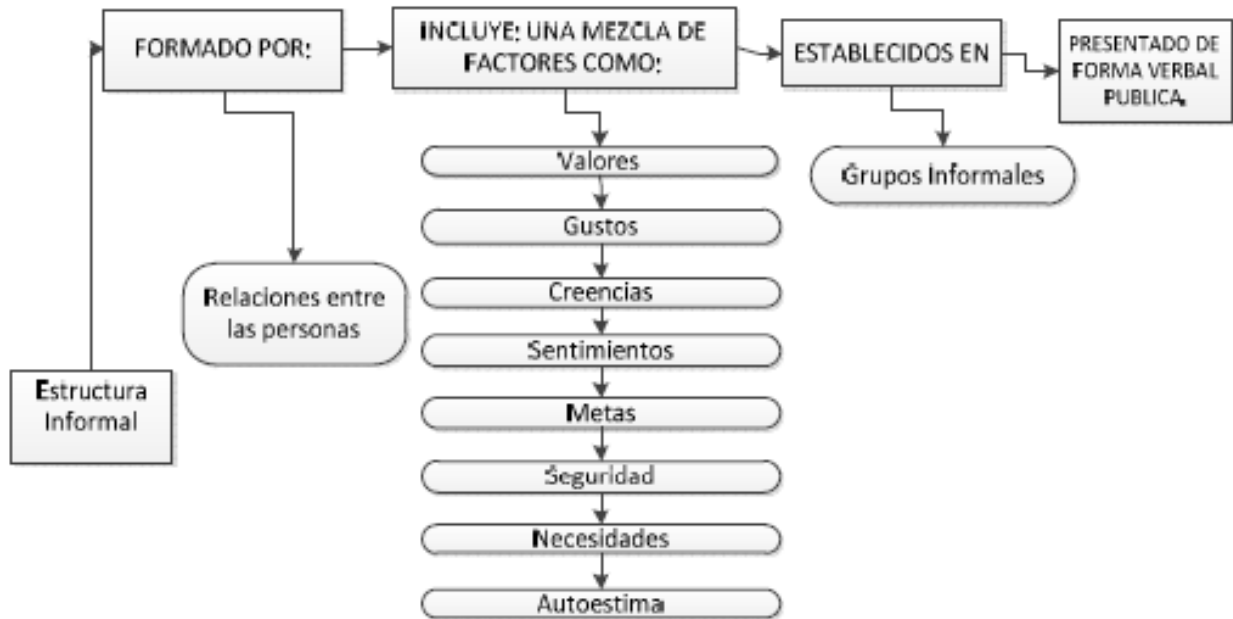 FORMADO POR:
INCLUYE: UNA MEZCLA DE
FACTORES COMO:
ESTABLECIDOS EN
PRESENTADO DE
FORMA VERBAL
PUBLICA.
Valores
Grupos Informales
Gustos
Relaciones entre
las personas
Creencias
Sentimientos
Estructura
Informal
Metas
Seguridad
Necesidades
Autoestima